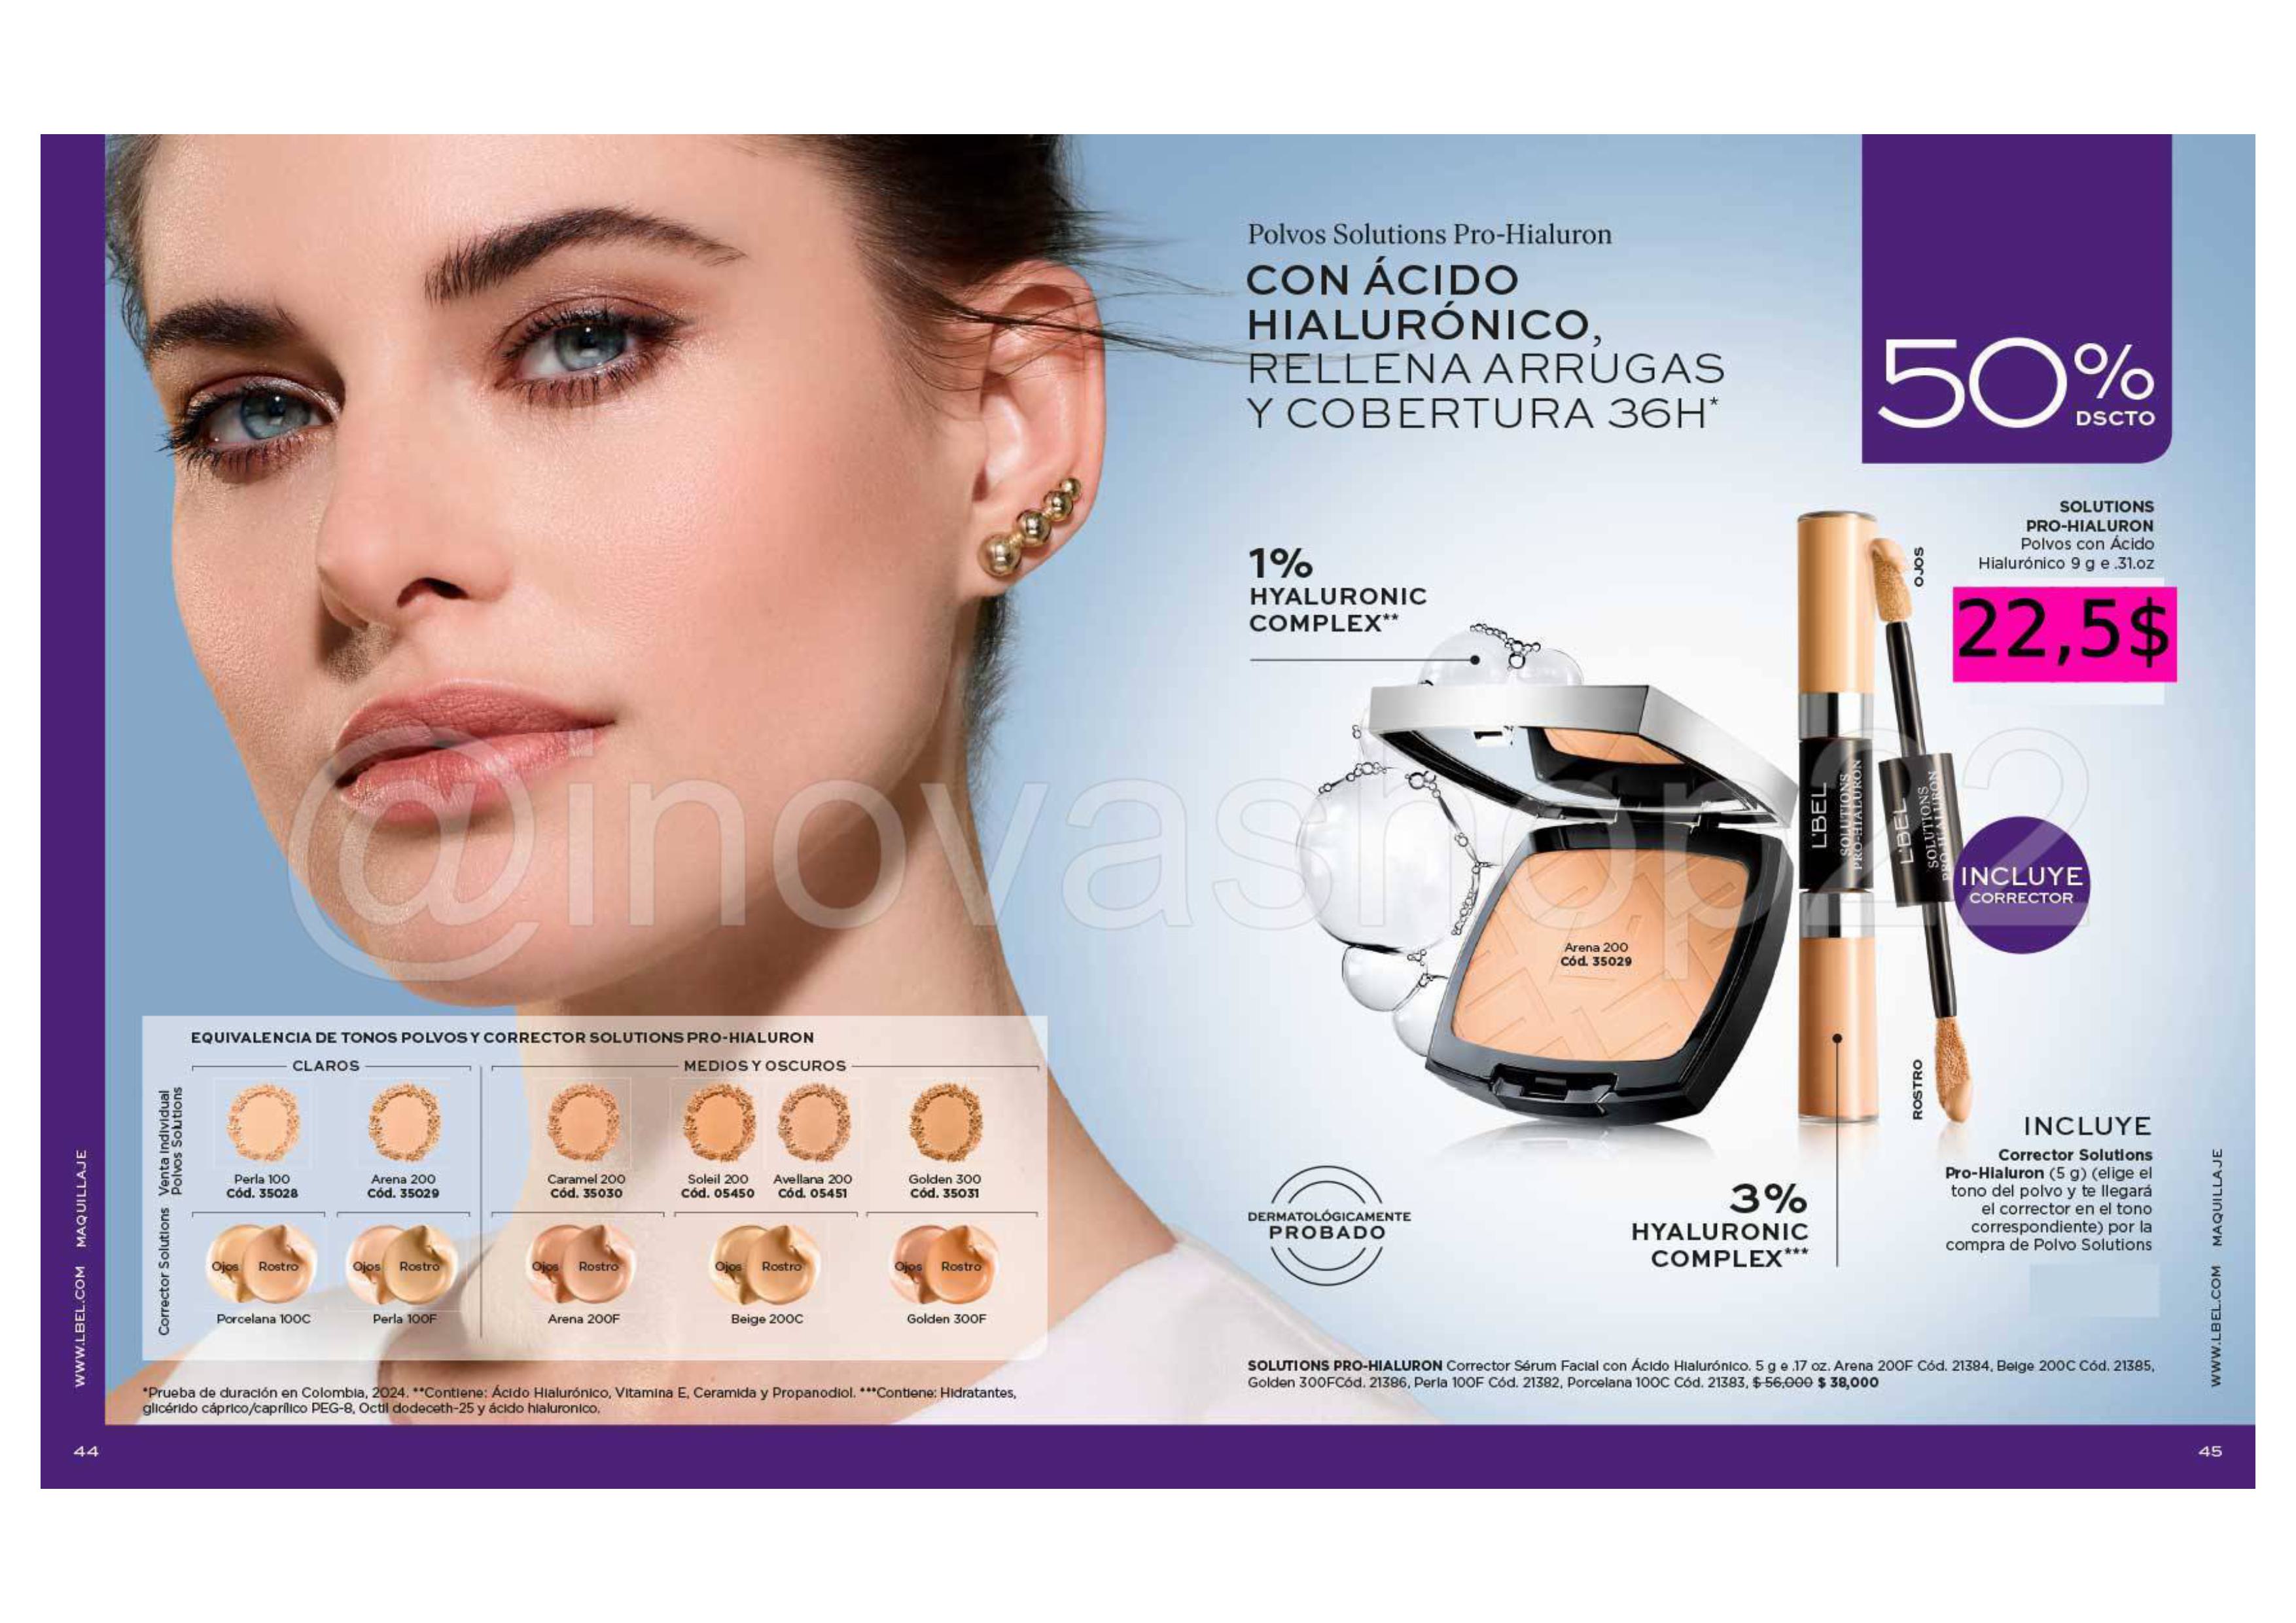 Polvos Solutions Pro-Hialuron
CON ÁCIDO
HIALURÓNICO,
RELLENA ARRUGAS
Y COBERTURA 36H*
50%
DSCTO
SOLUTIONS
PRO-HIALURON
Polvos con Ácido
Hialurónico 9 g e .31.oz
22,5$
1%
HYALURONIC
COMPLEX**
OJOS
ROSTRO
L'BEL
SOLUTIONS
PRO-HIALURON
L'BEL
SOLUTIONS
PRO-HIALURON
INCLUYE
CORRECTOR
Arena 200
Cód. 35029
@inovashop22
INCLUYE
Corrector Solutions
Pro-Hialuron (5 g) (elige el
tono del polvo y te llegará
el corrector en el tono
correspondiente) por la
compra de Polvo Solutions
3%
HYALURONIC
COMPLEX***
DERMATOLÓGICAMENTE
PROBADO
SOLUTIONS PRO-HIALURON Corrector Sérum Facial con Ácido Hialurónico. 5 g e .17 oz. Arena 200F Cód. 21384, Beige 200C Cód. 21385,
Golden 300FCód. 21386, Perla 100F Cód. 21382, Porcelana 100C Cód. 21383, $ 56,000 $ 38,000
EQUIVALENCIA DE TONOS POLVOS Y CORRECTOR SOLUTIONS PRO-HIALURON
CLAROS
MEDIOS Y OSCUROS
Venta individual
Polvos Solutions
Perla 100
Cód. 35028
Arena 200
Cód. 35029
Caramel 200
Cód. 35030
Soleil 200
Cód. 05450
Avellana 200
Cód. 05451
Golden 300
Cód. 35031
Corrector Solutions
Ojos Rostro
Ojos Rostro
Ojos Rostro
Ojos Rostro
Ojos Rostro
Porcelana 100C
Perla 100F
Arena 200F
Beige 200C
Golden 300F
*Prueba de duración en Colombia, 2024. **Contiene: Ácido Hialurónico, Vitamina E, Ceramida y Propanodiol. ***Contiene: Hidratantes,
glicérido cáprico/caprílico PEG-8, Octil dodeceth-25 y ácido hialuronico.
WWW.LBEL.COM MAQUILLAJE
WWW.LBEL.COM MAQUILLAJE
44
45